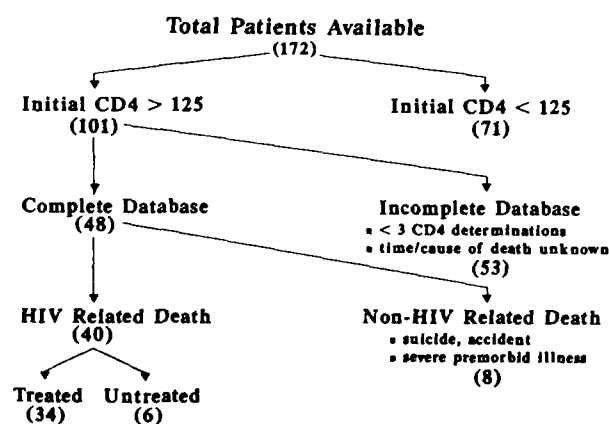 Total Patients Available
(172)
Initial CD4 > 125
(101)
Initial CD4 < 125
(71)
Complete Database
(48)
Incomplete Database
▪ < 3 CD4 determinations
▪ time/cause of death unknown
(53)
HIV Related Death
(40)
Non-HIV Related Death
▪ suicide, accident
▪ severe premorbid illness
(8)
Treated
(34)
Untreated
(6)